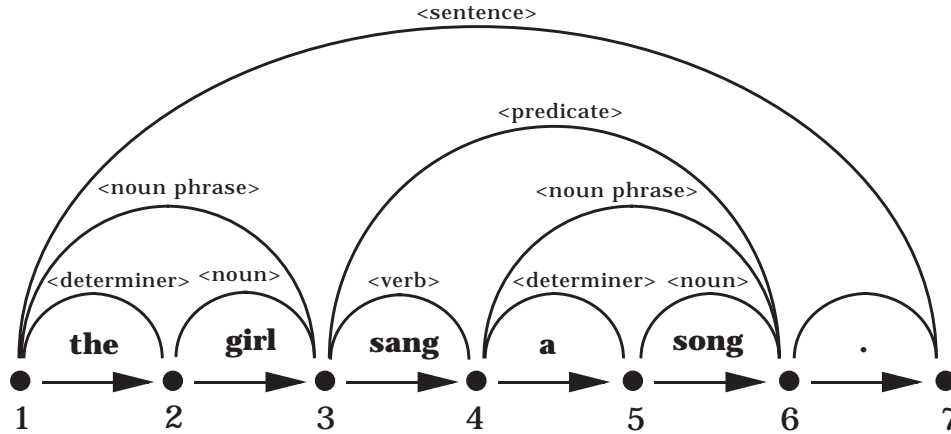 <sentence>
<predicate>
<noun phrase> <noun phrase>
<determiner> <noun> <verb> <determiner> <noun>
the girl sang a song .
1 2 3 4 5 6 7